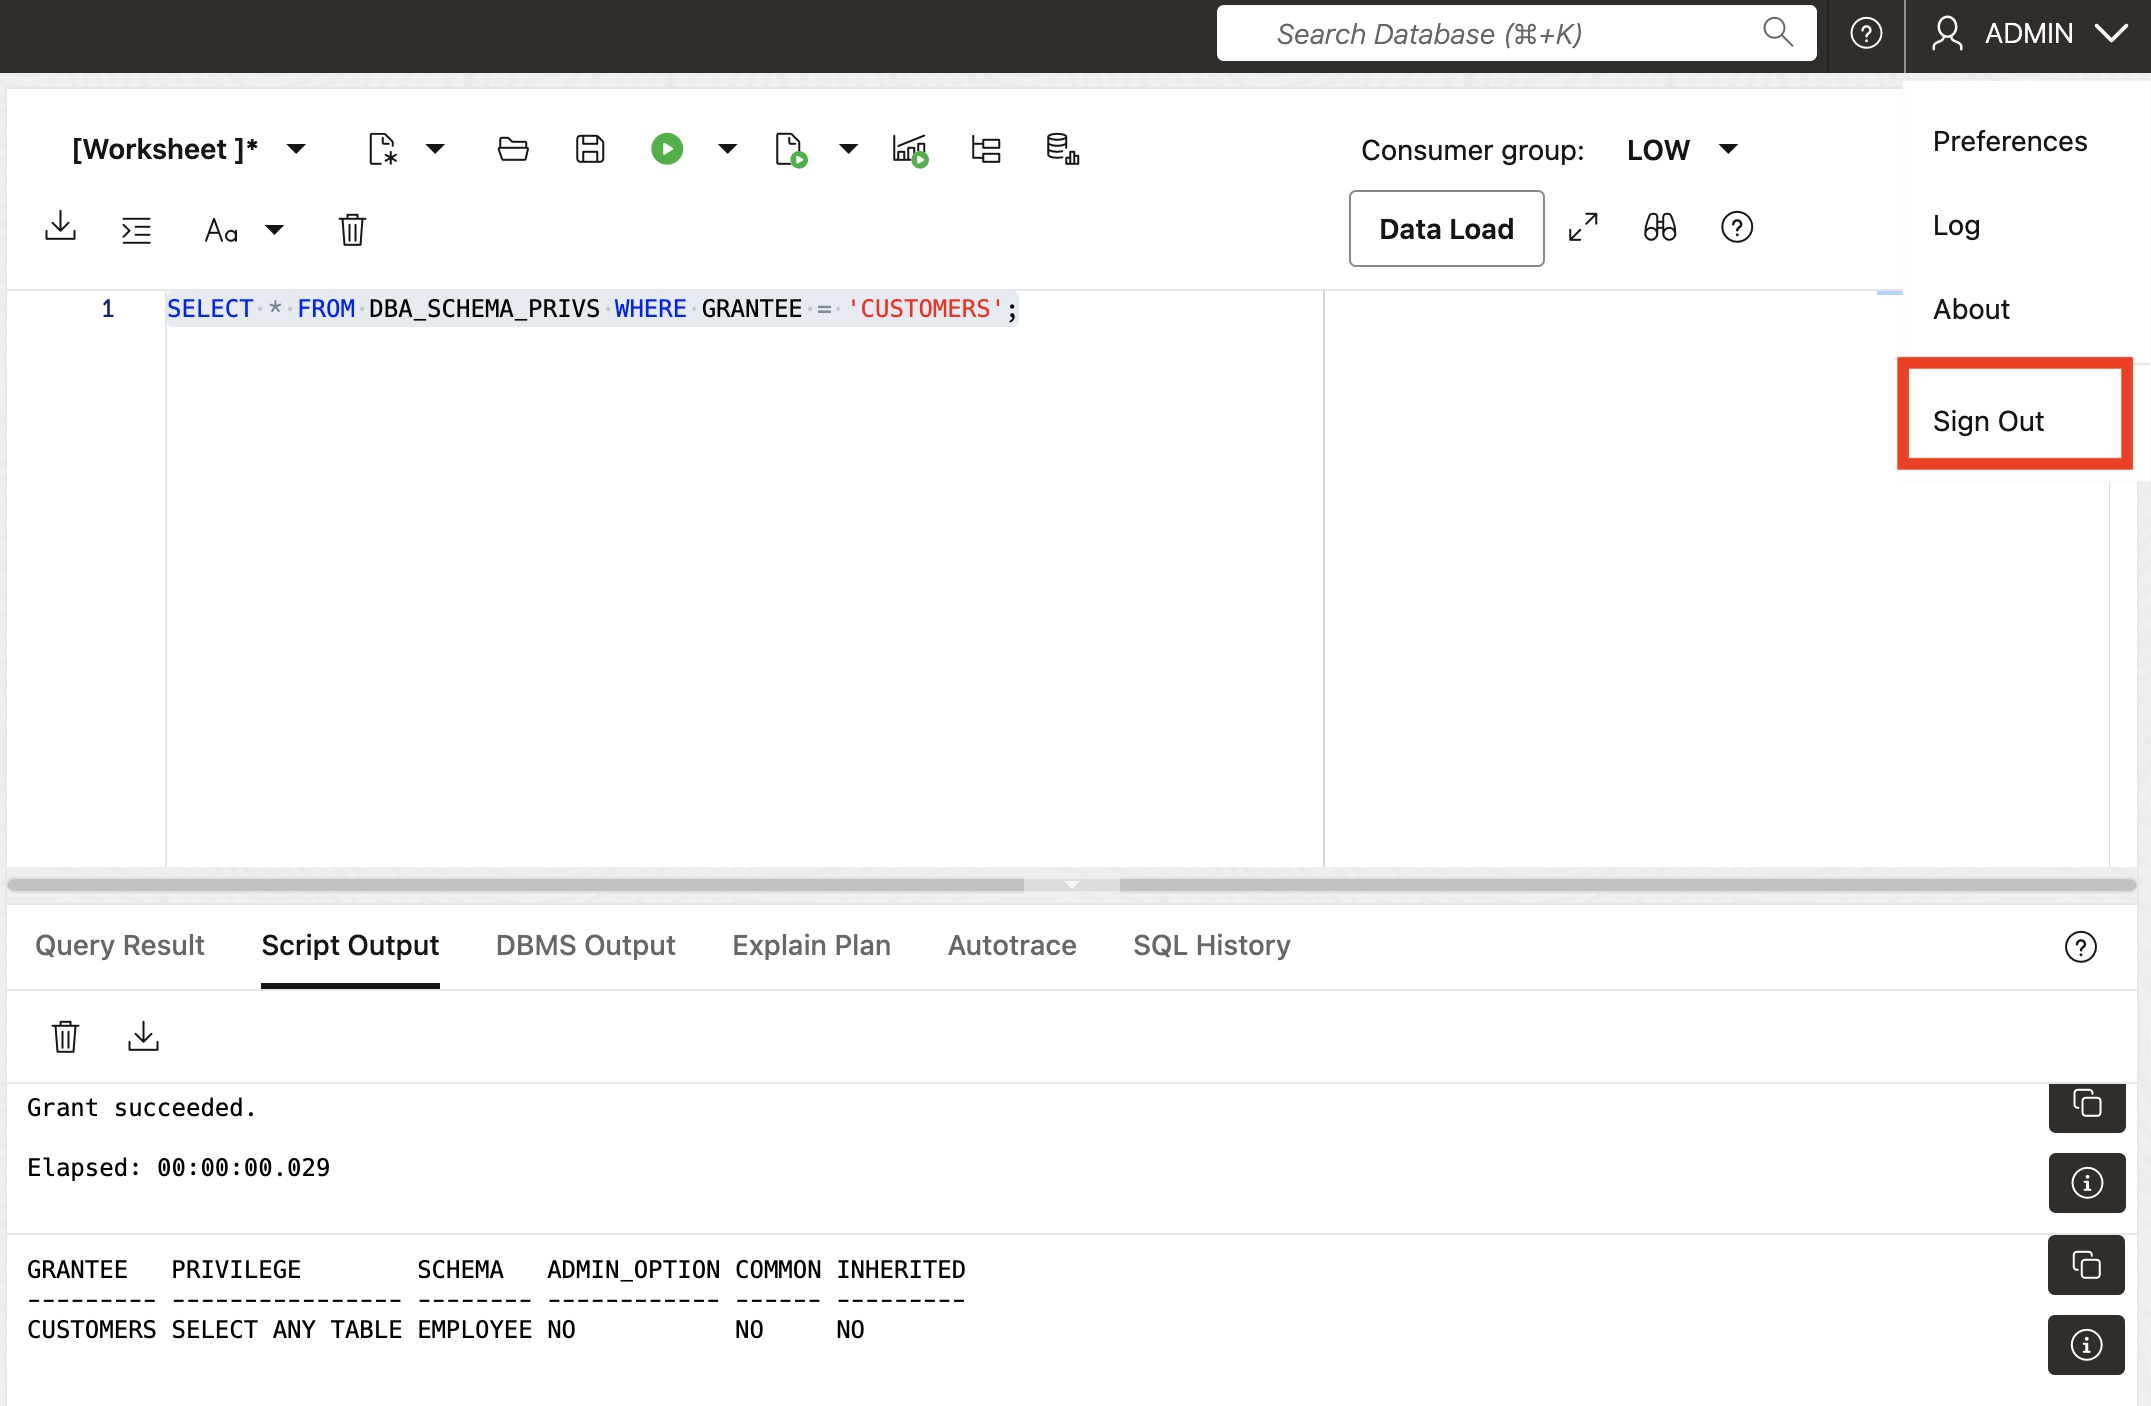 Search Database (⌘+K)
ADMIN
Preferences
Log
About
Sign Out
[Worksheet ]*
Consumer group: LOW
Aa
Data Load
1 SELECT * FROM DBA_SCHEMA_PRIVS WHERE GRANTEE = 'CUSTOMERS';
Query Result Script Output DBMS Output Explain Plan Autotrace SQL History
Grant succeeded.
Elapsed: 00:00:00.029
GRANTEE PRIVILEGE SCHEMA ADMIN_OPTION COMMON INHERITED
--------- ---------------- -------- ------------ ------ ---------
CUSTOMERS SELECT ANY TABLE EMPLOYEE NO NO NO